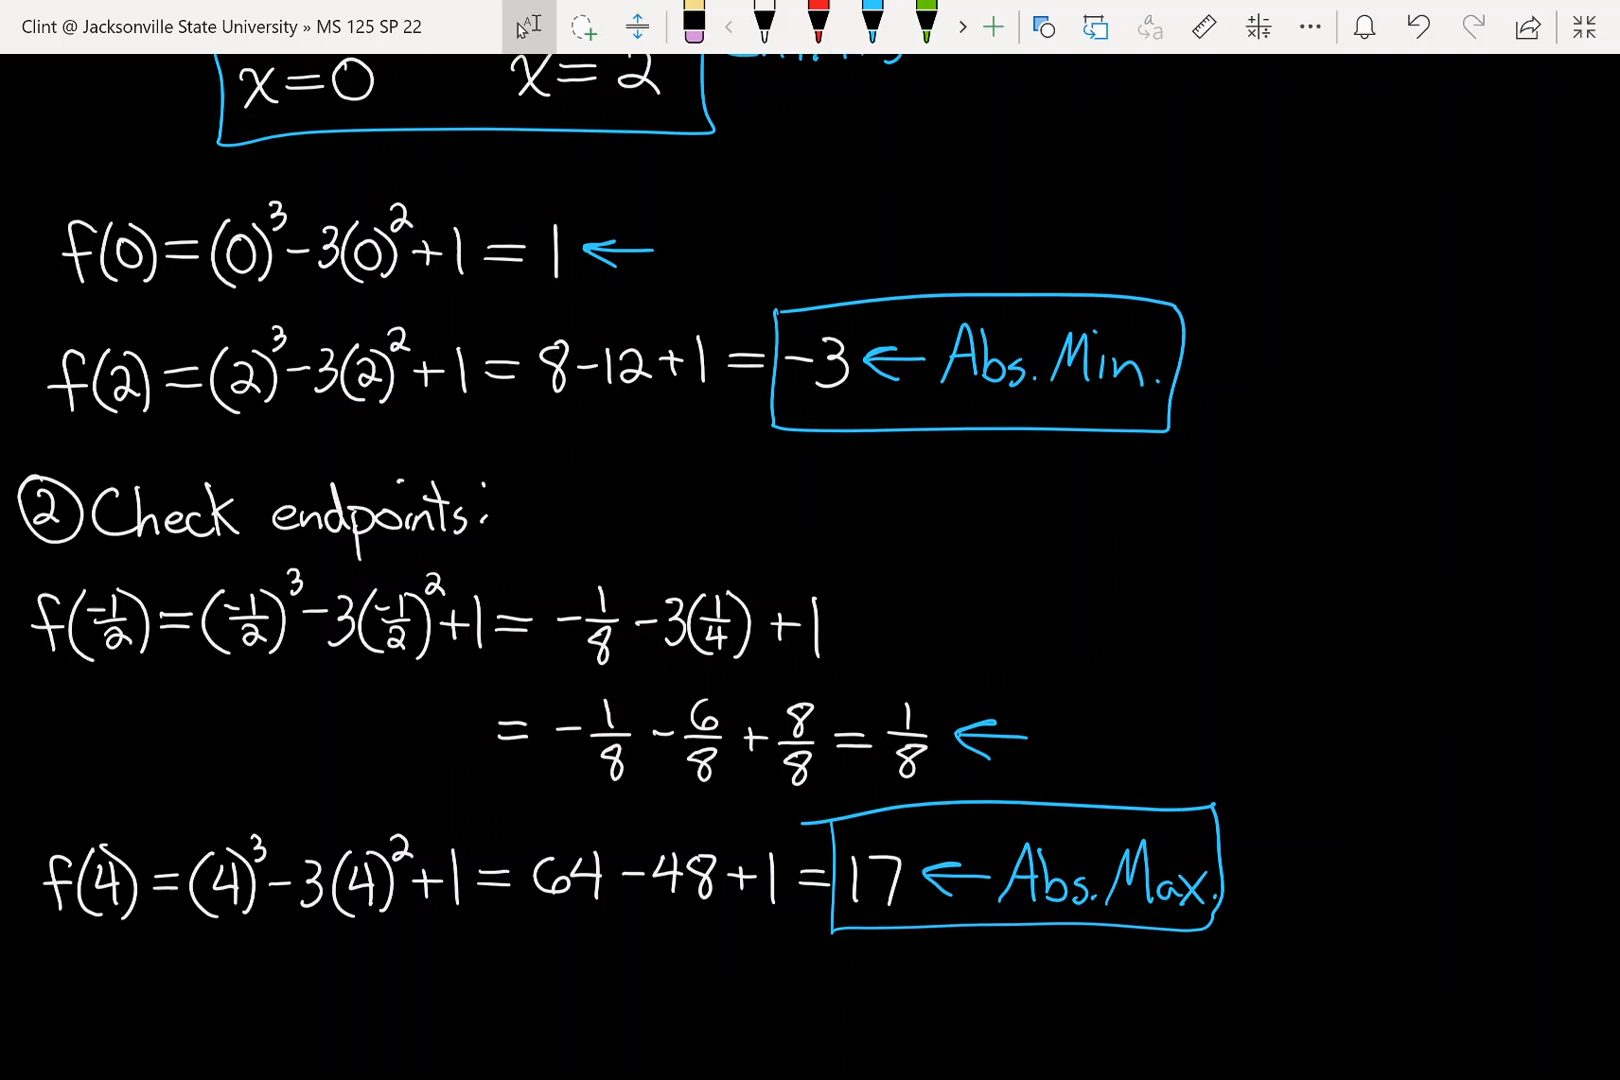 Clint @ Jacksonville State University » MS 125 SP 22
x=0 x=2
f(0)=(0)³-3(0)²+1=1←
f(2)=(2)³-3(2)²+1=8-12+1=-3←Abs. Min.
② Check endpoints:
f(-1/2)=(-1/2)³-3(-1/2)²+1=-1/8-3(1/4)+1
=-1/8-6/8+8/8=1/8←
f(4)=(4)³-3(4)²+1=64-48+1=17←Abs. Max.